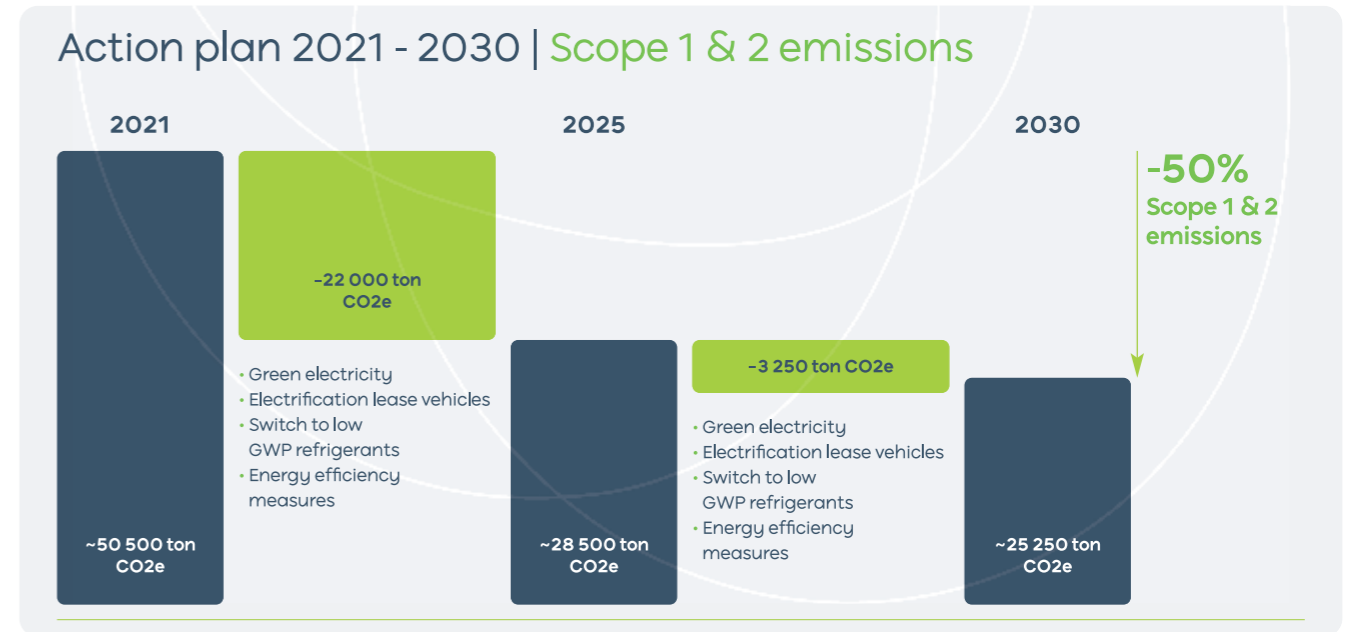 Action plan 2021 - 2030 | Scope 1 & 2 emissions
2021
2025
2030
-22 000 ton
CO2e
-50%
Scope 1 & 2
emissions
• Green electricity
• Electrification lease vehicles
• Switch to low
GWP refrigerants
• Energy efficiency
measures
-3 250 ton CO2e
• Green electricity
• Electrification lease vehicles
• Switch to low
GWP refrigerants
• Energy efficiency
measures
~50 500 ton
CO2e
~28 500 ton
CO2e
~25 250 ton
CO2e